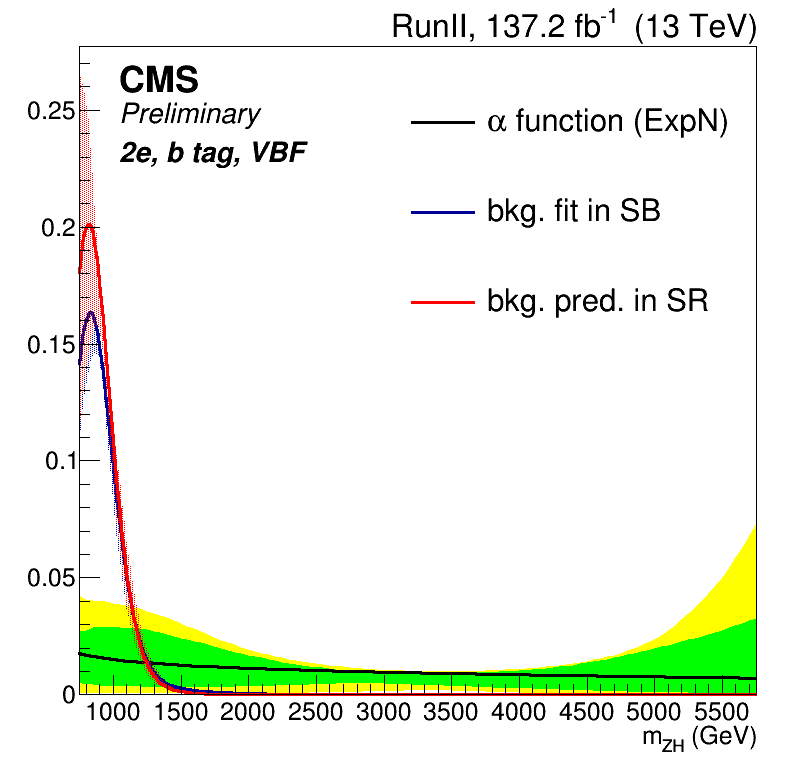 RunII, 137.2 fb-1 (13 TeV)
CMS
Preliminary
2e, b tag, VBF
α function (ExpN)
bkg. fit in SB
bkg. pred. in SR
0.25
0.2
0.15
0.1
0.05
0
1000 1500 2000 2500 3000 3500 4000 4500 5000 5500
mZH (GeV)